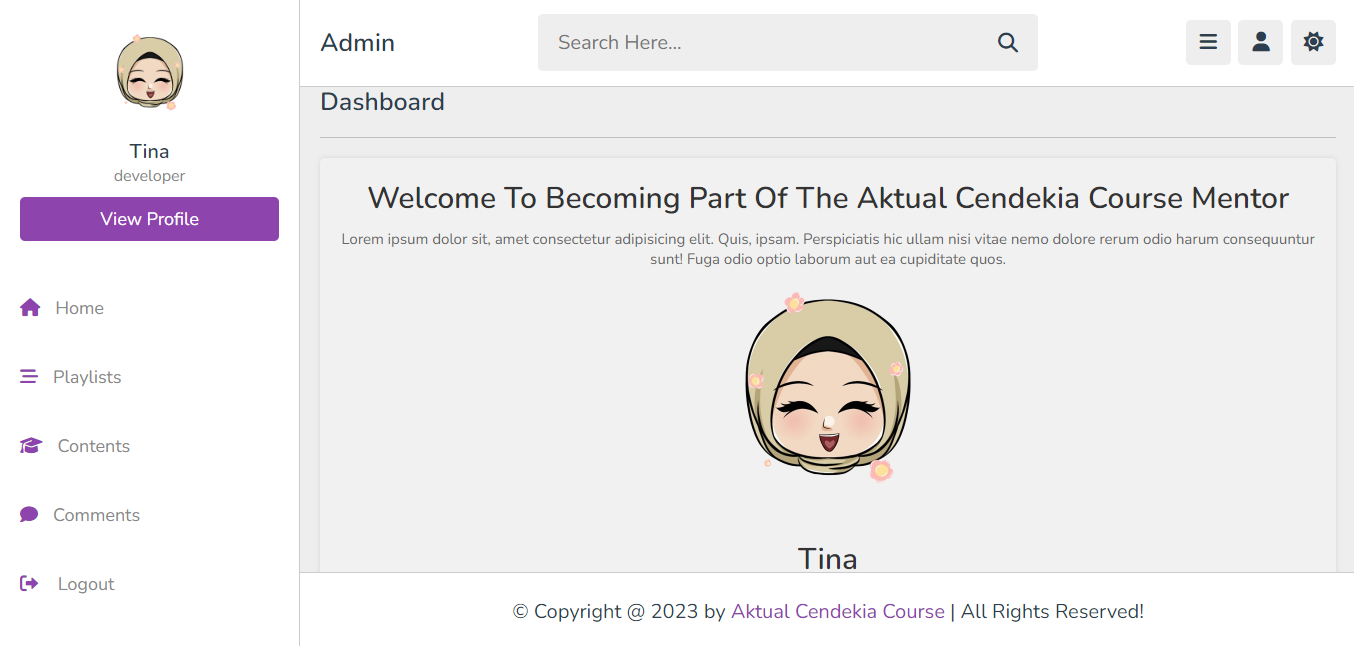 Tina
developer
View Profile
Home
Playlists
Contents
Comments
Logout
Admin
Search Here...
Dashboard
Welcome To Becoming Part Of The Aktual Cendekia Course Mentor
Lorem ipsum dolor sit, amet consectetur adipisicing elit. Quis, ipsam. Perspiciatis hic ullam nisi vitae nemo dolore rerum odio harum consequuntur
sunt! Fuga odio optio laborum aut ea cupiditate quos.
Tina
© Copyright @ 2023 by Aktual Cendekia Course | All Rights Reserved!